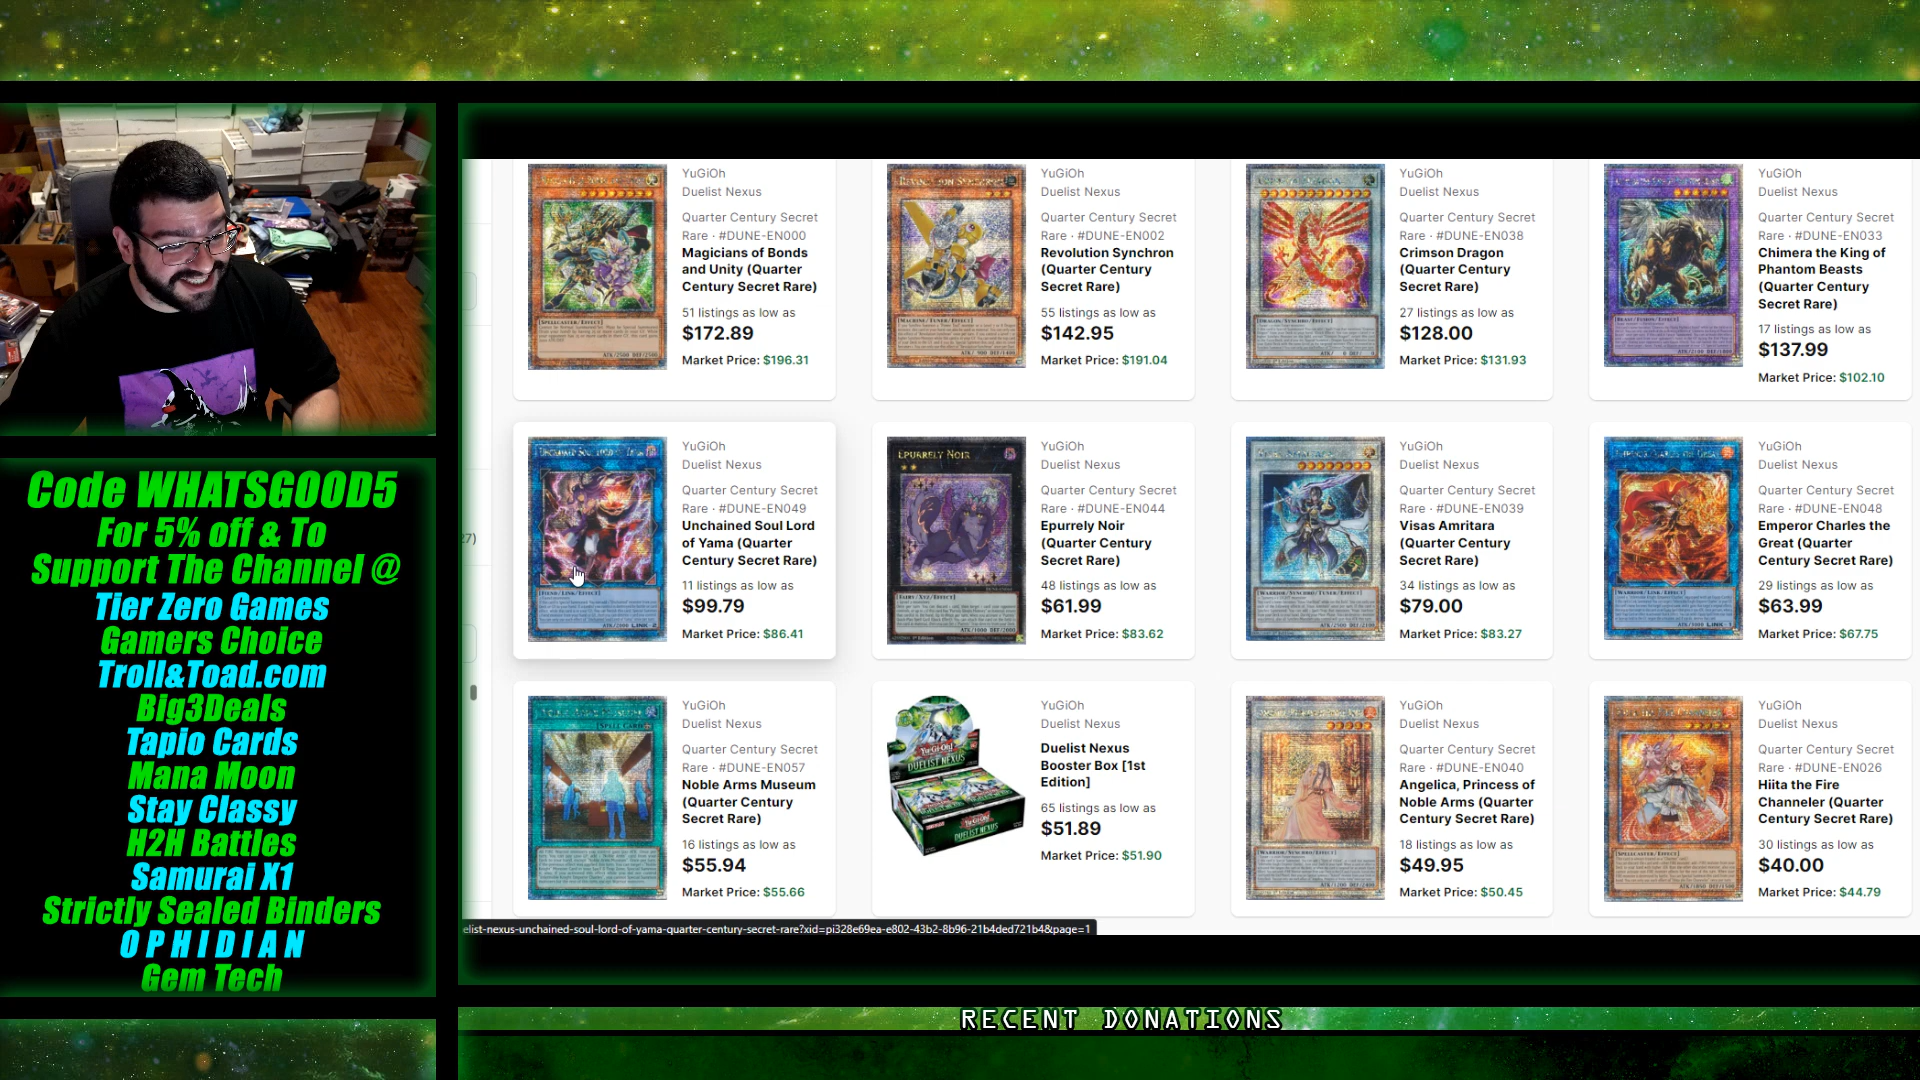 YuGiOh
Duelist Nexus
Quarter Century Secret
Rare · #DUNE-EN000
Magicians of Bonds
and Unity (Quarter
Century Secret Rare)
51 listings as low as
$172.89
Market Price: $196.31
YuGiOh
Duelist Nexus
Quarter Century Secret
Rare · #DUNE-EN002
Revolution Synchron
(Quarter Century
Secret Rare)
55 listings as low as
$142.95
Market Price: $191.04
YuGiOh
Duelist Nexus
Quarter Century Secret
Rare · #DUNE-EN038
Crimson Dragon
(Quarter Century
Secret Rare)
27 listings as low as
$128.00
Market Price: $131.93
YuGiOh
Duelist Nexus
Quarter Century Secret
Rare · #DUNE-EN033
Chimera the King of
Phantom Beasts
(Quarter Century
Secret Rare)
17 listings as low as
$137.99
Market Price: $102.10
YuGiOh
Duelist Nexus
Quarter Century Secret
Rare · #DUNE-EN049
Unchained Soul Lord
of Yama (Quarter
Century Secret Rare)
11 listings as low as
$99.79
Market Price: $86.41
EPURRELY NOIR
YuGiOh
Duelist Nexus
Quarter Century Secret
Rare · #DUNE-EN044
Epurrely Noir
(Quarter Century
Secret Rare)
48 listings as low as
$61.99
Market Price: $83.62
YuGiOh
Duelist Nexus
Quarter Century Secret
Rare · #DUNE-EN039
Visas Amritara
(Quarter Century
Secret Rare)
34 listings as low as
$79.00
Market Price: $83.27
YuGiOh
Duelist Nexus
Quarter Century Secret
Rare · #DUNE-EN048
Emperor Charles the
Great (Quarter
Century Secret Rare)
29 listings as low as
$63.99
Market Price: $67.75
YuGiOh
Duelist Nexus
Quarter Century Secret
Rare · #DUNE-EN057
Noble Arms Museum
(Quarter Century
Secret Rare)
16 listings as low as
$55.94
Market Price: $55.66
Yu-Gi-Oh!
DUELIST NEXUS
DUELIST NEXUS
YuGiOh
Duelist Nexus
Duelist Nexus
Booster Box [1st
Edition]
65 listings as low as
$51.89
Market Price: $51.90
YuGiOh
Duelist Nexus
Quarter Century Secret
Rare · #DUNE-EN040
Angelica, Princess of
Noble Arms (Quarter
Century Secret Rare)
18 listings as low as
$49.95
Market Price: $50.45
YuGiOh
Duelist Nexus
Quarter Century Secret
Rare · #DUNE-EN026
Hiita the Fire
Channeler (Quarter
Century Secret Rare)
30 listings as low as
$40.00
Market Price: $44.79
27)
elist-nexus-unchained-soul-lord-of-yama-quarter-century-secret-rare?xid=pi328e69ea-e802-43b2-8b96-21b4ded721b4&page=1
Code WHATSGOOD5
For 5% off & To
Support The Channel @
Tier Zero Games
Gamers Choice
Troll&Toad.com
Big3Deals
Tapio Cards
Mana Moon
Stay Classy
H2H Battles
Samurai X1
Strictly Sealed Binders
OPHIDIAN
Gem Tech
RECENT DONATIONS